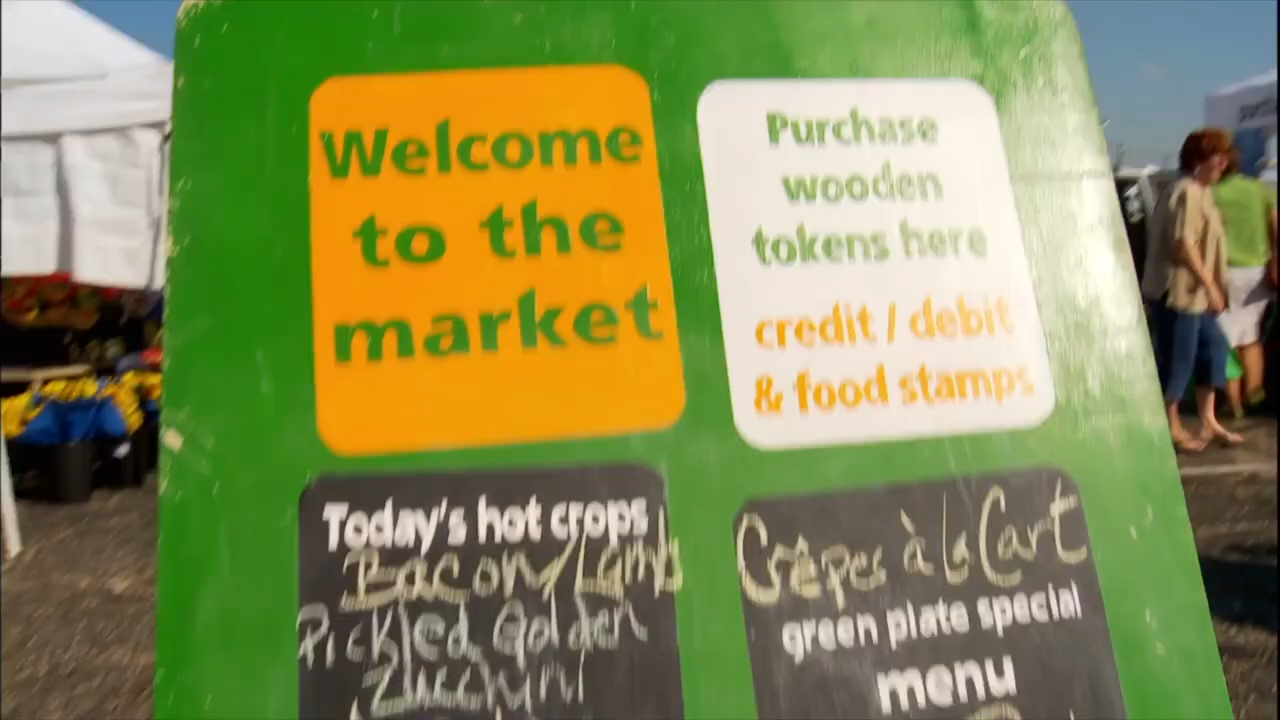 Welcome
to the
market
Purchase
wooden
tokens here
credit / debit
& food stamps
Today's hot crops
Bacon/Lamb
Pickled Golden
Zucchini
Crêpes à la Cart
green plate special
menu